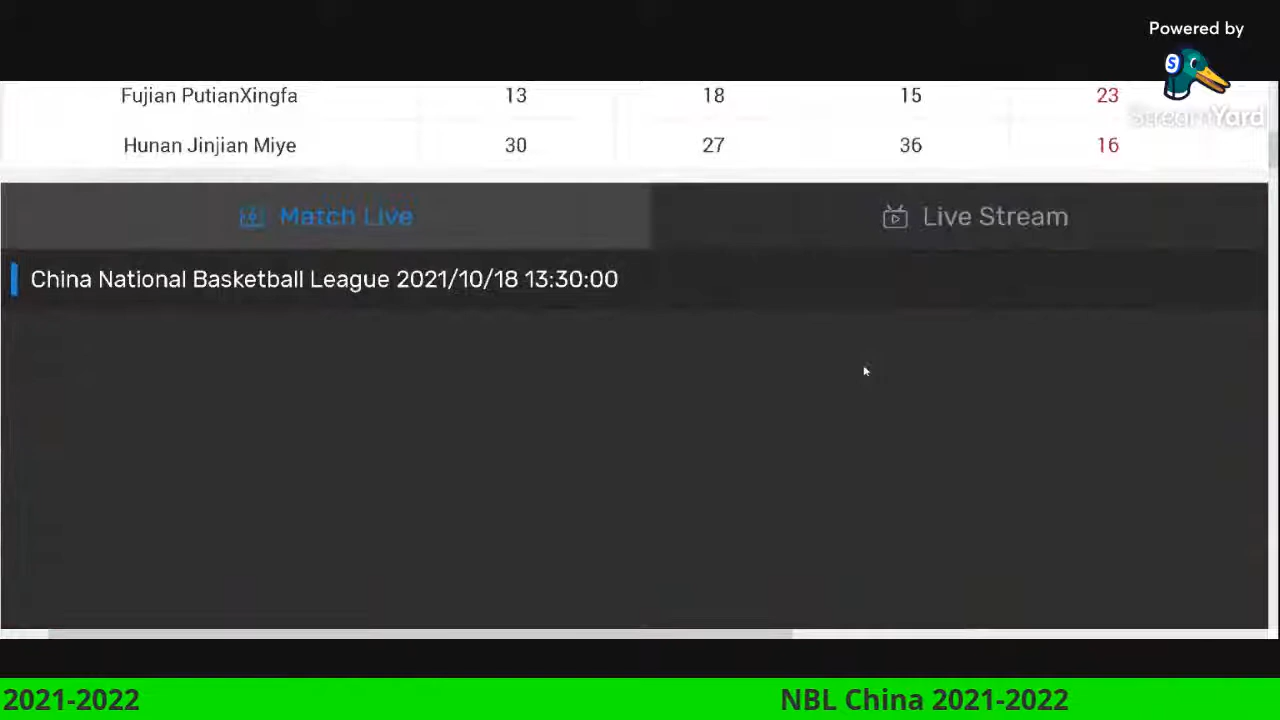 Powered by
StreamYard
Fujian PutianXingfa 13 18 15 23
Hunan Jinjian Miye 30 27 36 16
Match Live Live Stream
China National Basketball League 2021/10/18 13:30:00
2021-2022 NBL China 2021-2022